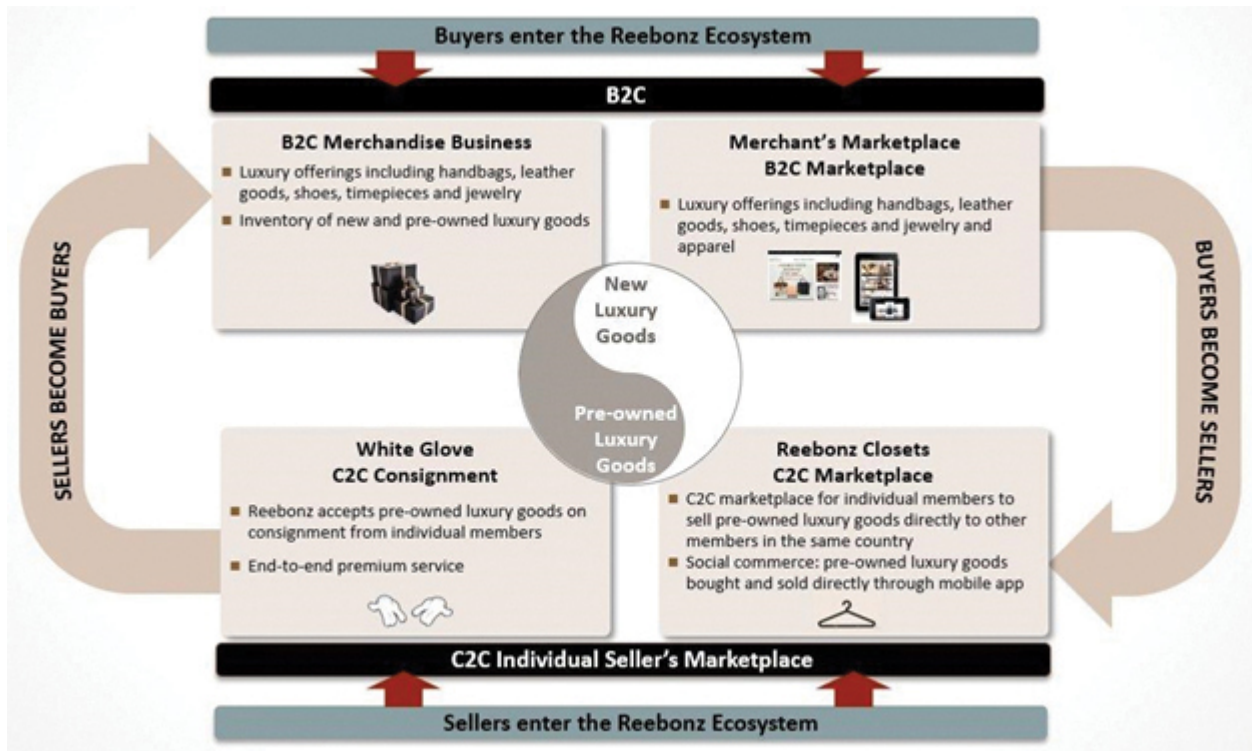 Buyers enter the Reebonz Ecosystem
B2C
B2C Merchandise Business
Luxury offerings including handbags, leather
goods, shoes, timepieces and jewelry
Inventory of new and pre-owned luxury goods
Merchant's Marketplace
B2C Marketplace
Luxury offerings including handbags, leather
goods, shoes, timepieces and jewelry and
apparel
SELLERS BECOME BUYERS
New
Luxury
Goods
Pre-owned
Luxury
Goods
BUYERS BECOME SELLERS
White Glove
C2C Consignment
Reebonz accepts pre-owned luxury goods on
consignment from individual members
End-to-end premium service
Reebonz Closets
C2C Marketplace
C2C marketplace for individual members to
sell pre-owned luxury goods directly to other
members in the same country
Social commerce: pre-owned luxury goods
bought and sold directly through mobile app
C2C Individual Seller's Marketplace
Sellers enter the Reebonz Ecosystem